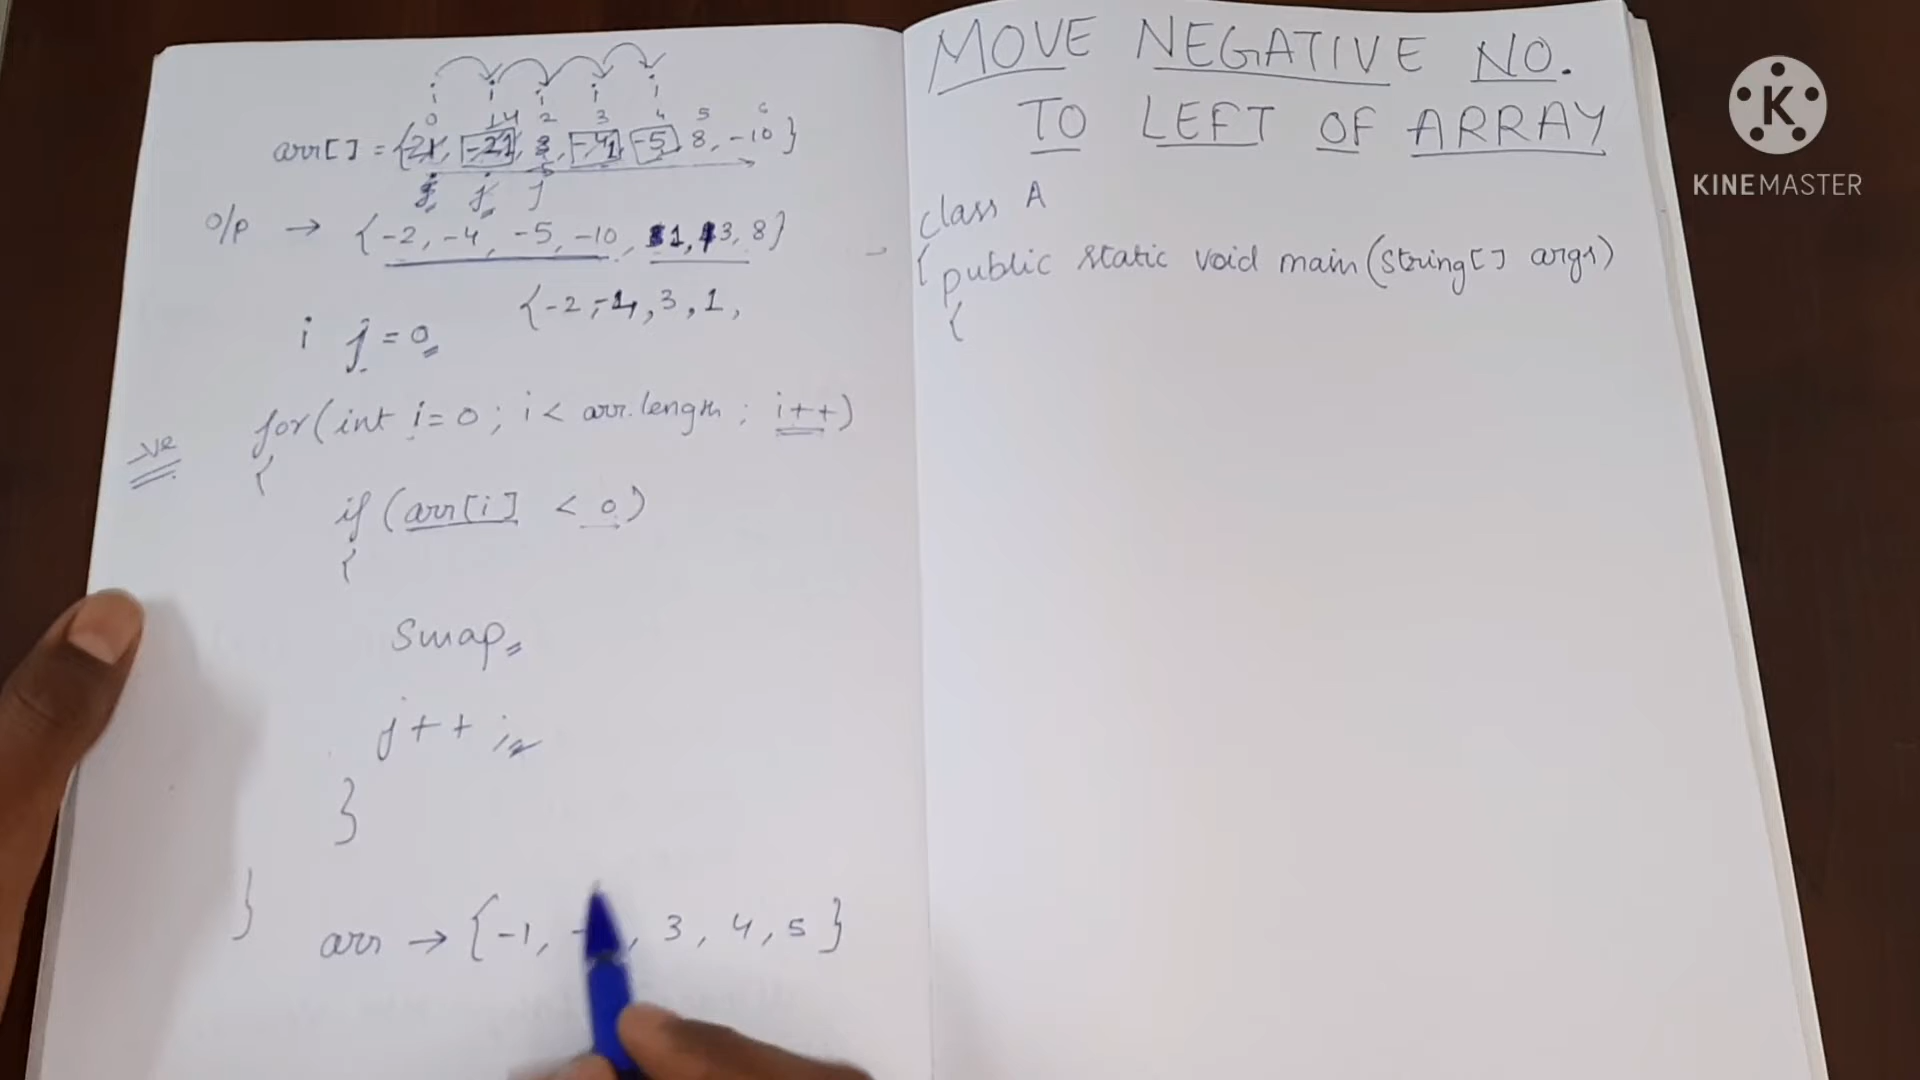 0 1 2 3 4 5 6
arr[] = { , , 3, , -5, 8, -10 }
j j j
o/p → { -2, -4, -5, -10, 1, 3, 8 }
{ -2, -4, 3, 1,
i j = 0
for(int i=0; i< arr.length; i++)
-ve
{
if (arr[i] < 0)
{
Swap
j++;
}
}
arr → { -1, , 3, 4, 5 }
MOVE NEGATIVE NO.
TO LEFT OF ARRAY
class A
{ public static void main(String[] args)
{
K
KINEMASTER